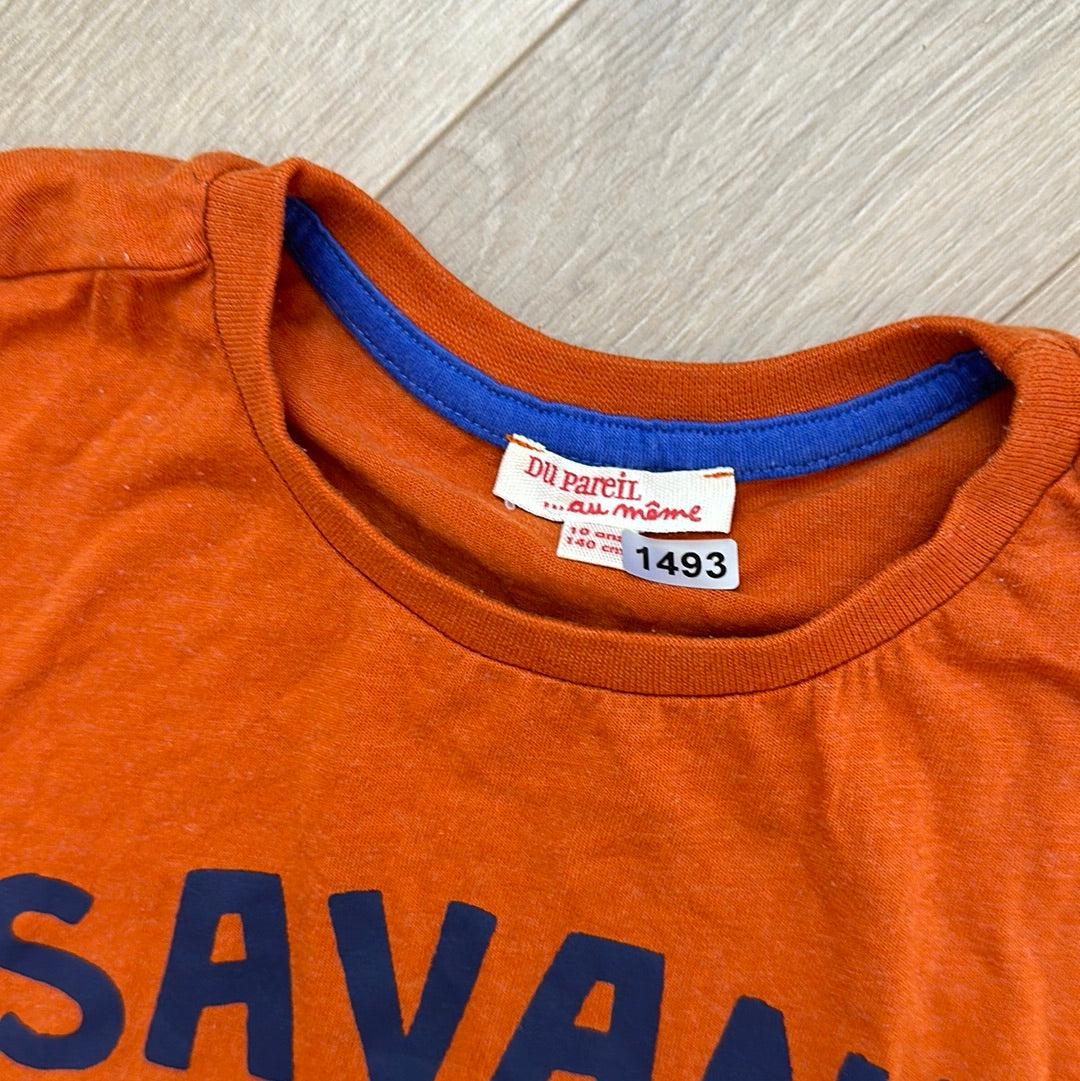 DU PAREIL
...au même
10 ans
140 cm
1493
SAVAN